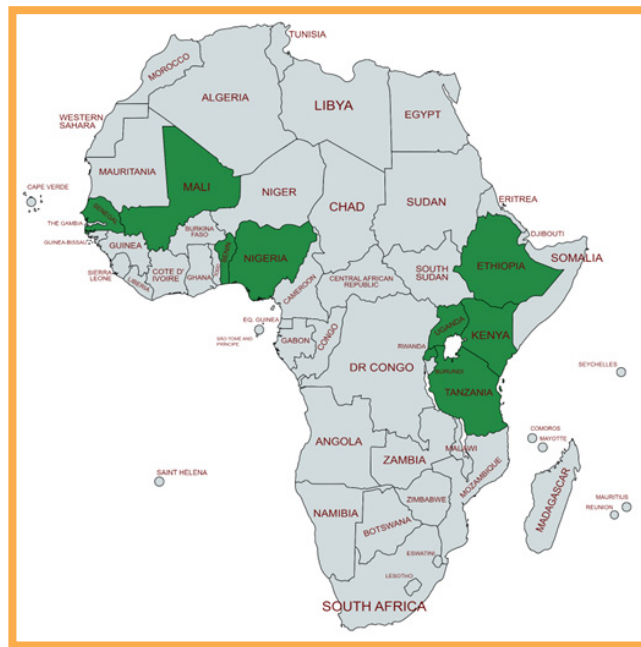 TUNISIA
MOROCCO
ALGERIA
LIBYA
EGYPT
WESTERN
SAHARA
MAURITANIA
MALI
NIGER
CHAD
SUDAN
ERITREA
CAPE VERDE
SENEGAL
THE GAMBIA
GUINEA-BISSAU
GUINEA
BURKINA
FASO
BENIN
TOGO
NIGERIA
DJIBOUTI
SOMALIA
ETHIOPIA
SIERRA
LEONE
LIBERIA
COTE D'
IVOIRE
GHANA
CAMEROON
CENTRAL AFRICAN
REPUBLIC
SOUTH
SUDAN
EQ. GUINEA
SAO TOME AND
PRINCIPE
GABON
CONGO
DR CONGO
UGANDA
KENYA
RWANDA
BURUNDI
TANZANIA
SEYCHELLES
COMOROS
MAYOTTE
ANGOLA
ZAMBIA
MALAWI
MOZAMBIQUE
SAINT HELENA
MADAGASCAR
MAURITIUS
REUNION
NAMIBIA
BOTSWANA
ZIMBABWE
ESWATINI
LESOTHO
SOUTH AFRICA